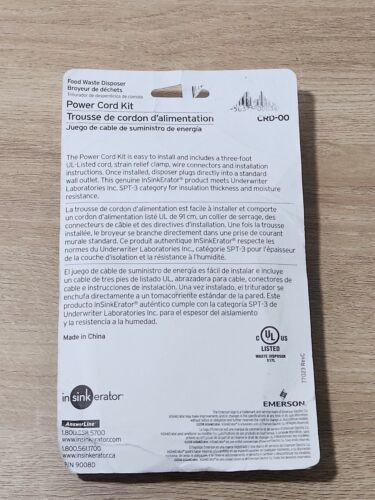 Food Waste Disposer
Broyeur de déchets
Triturador de desperdicios de comida
Power Cord Kit
Trousse de cordon d'alimentation
Juego de cable de suministro de energía
CRD-00
The Power Cord Kit is easy to install and includes a three-foot
UL-Listed cord, strain relief clamp, wire connectors and installation
instructions. Once installed, disposer plugs directly into a standard
wall outlet. This genuine InSinkErator® product meets Underwriter
Laboratories Inc. SPT-3 category for insulation thickness and moisture
resistance.
La trousse de cordon d'alimentation est facile à installer et comporte
un cordon d'alimentation listé UL de 91 cm, un collier de serrage, des
connecteurs de câble et des directives d'installation. Une fois la trousse
installée, le broyeur se branche directement dans une prise de courant
murale standard. Ce produit authentique InSinkErator® respecte les
normes du Underwriter Laboratories Inc., catégorie SPT-3 pour l'épaisseur
de la couche d'isolation et la résistance à l'humidité.
El juego de cable de suministro de energía es fácil de instalar e incluye
un cable de tres pies de listado UL, abrazadera para cable, conectores de
cable e instrucciones de instalación. Una vez instalado, el triturador se
enchufa directamente a un tomacorriente estándar de la pared. Este
producto InSinkErator® auténtico cumple con la categoría SPT-3 de
Underwriter Laboratories Inc. para el espesor del aislamiento
y la resistencia a la humedad.
Made in China
C UL US
LISTED
WASTE DISPOSER
917L
77023 RevC
in sink erator
EMERSON
AnswerLine
1.800.558.5700
www.insinkerator.com
1.800.561.1700
www.insinkerator.ca
P/N 90080